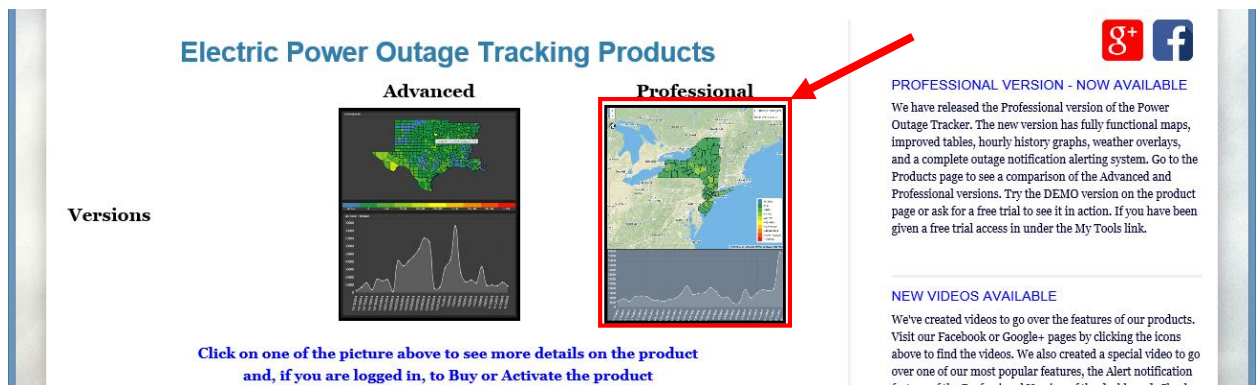 Electric Power Outage Tracking Products
Advanced
Professional
Versions
Click on one of the picture above to see more details on the product
and, if you are logged in, to Buy or Activate the product
g+ f
PROFESSIONAL VERSION - NOW AVAILABLE
We have released the Professional version of the Power
Outage Tracker. The new version has fully functional maps,
improved tables, hourly history graphs, weather overlays,
and a complete outage notification alerting system. Go to the
Products page to see a comparison of the Advanced and
Professional versions. Try the DEMO version on the product
page or ask for a free trial to see it in action. If you have been
given a free trial access in under the My Tools link.
NEW VIDEOS AVAILABLE
We've created videos to go over the features of our products.
Visit our Facebook or Google+ pages by clicking the icons
above to find the videos. We also created a special video to go
over one of our most popular features, the Alert notification